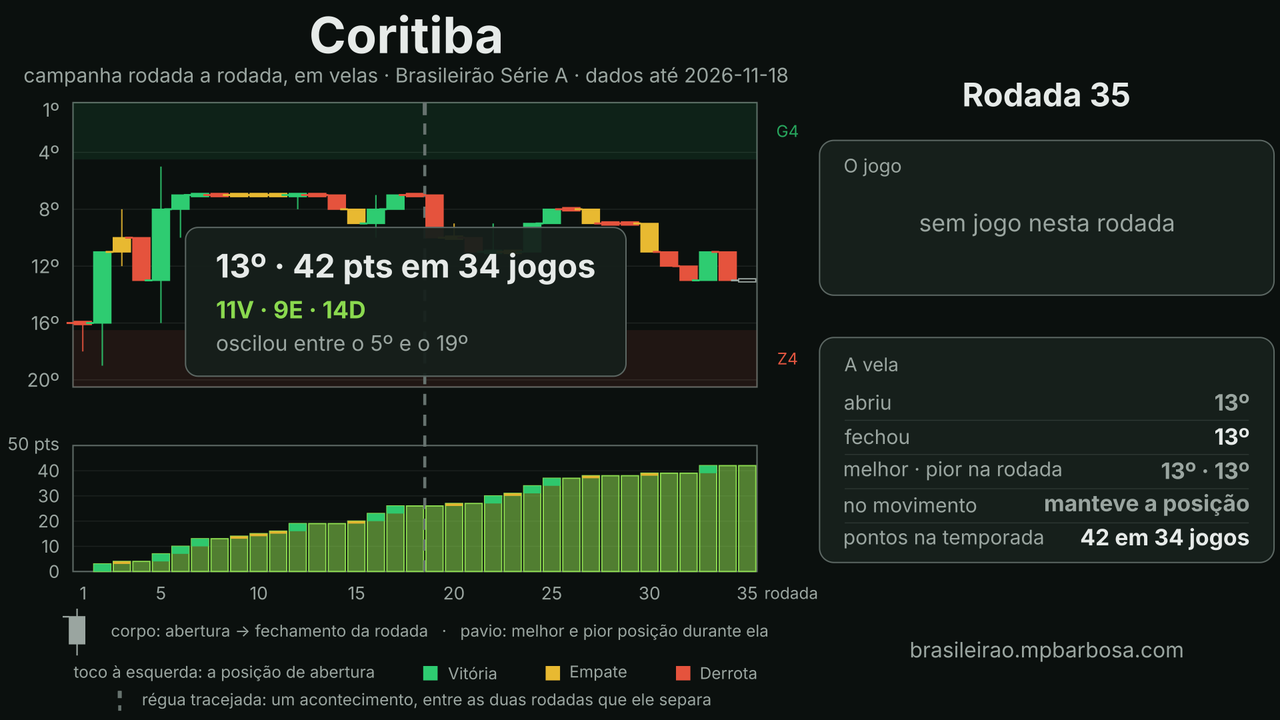 Coritiba
campanha rodada a rodada, em velas · Brasileirão Série A · dados até 2026-11-18
1º
4º
8º
12º
16º
20º
G4
Z4
13º · 42 pts em 34 jogos
11V · 9E · 14D
oscilou entre o 5º e o 19º
50 pts
40
30
20
10
0
1 5 10 15 20 25 30 35 rodada
corpo: abertura → fechamento da rodada · pavio: melhor e pior posição durante ela
toco à esquerda: a posição de abertura
Vitória
Empate
Derrota
régua tracejada: um acontecimento, entre as duas rodadas que ele separa
Rodada 35
O jogo
sem jogo nesta rodada
A vela
abriu 13º
fechou 13º
melhor · pior na rodada 13º · 13º
no movimento manteve a posição
pontos na temporada 42 em 34 jogos
brasileirao.mpbarbosa.com